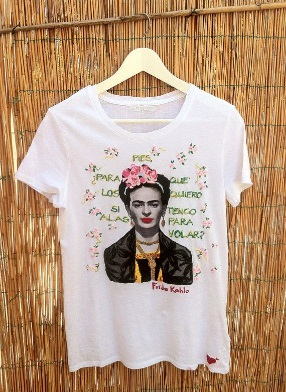 PIES,
¿PARA QUE
LOS QUIERO
SI TENGO
ALAS PARA
VOLAR?
Frida Kahlo